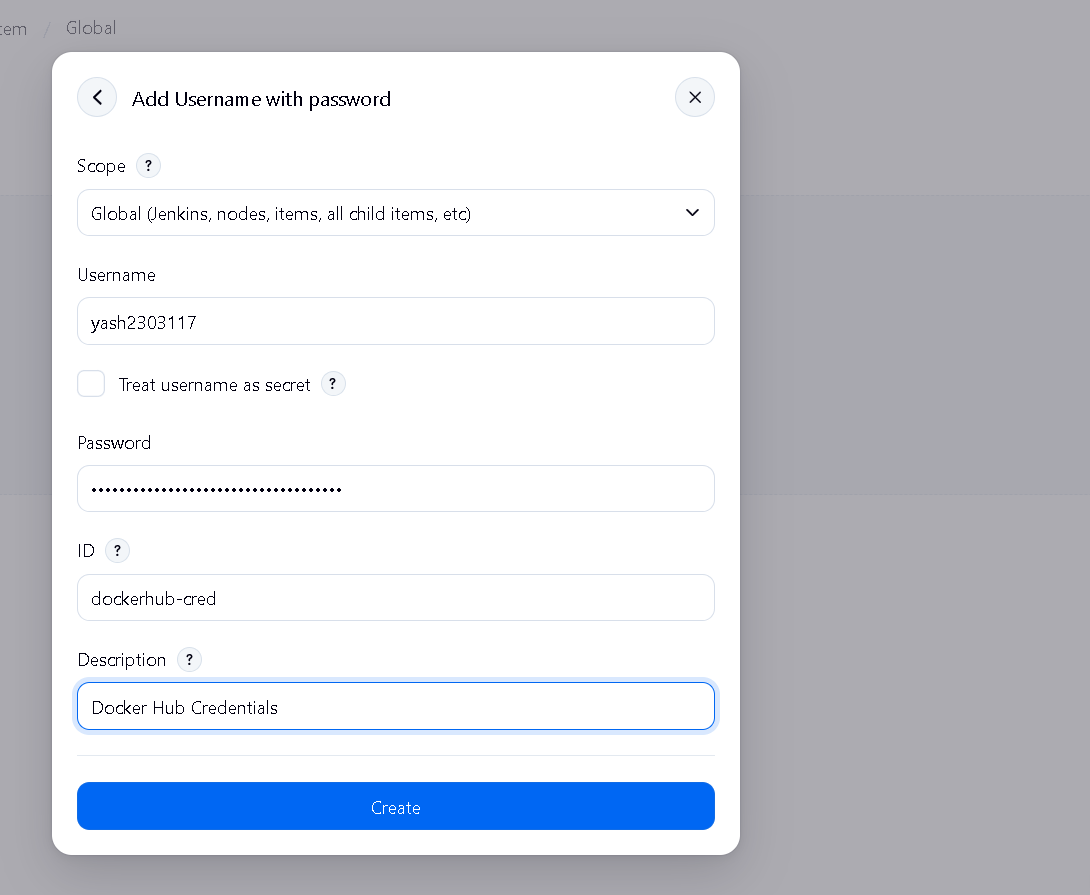 tem / Global
Add Username with password
Scope ?
Global (Jenkins, nodes, items, all child items, etc)
Username
yash2303117
Treat username as secret ?
Password
••••••••••••••••••••••••••••••••••••
ID ?
dockerhub-cred
Description ?
Docker Hub Credentials
Create